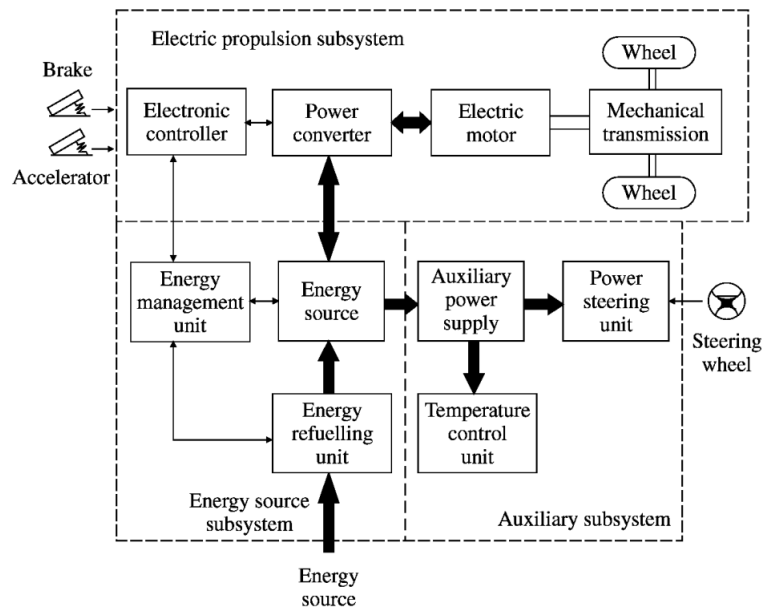 Electric propulsion subsystem
Wheel
Brake
Electronic
controller
Power
converter
Electric
motor
Mechanical
transmission
Accelerator
Wheel
Energy
management
unit
Energy
source
Auxiliary
power
supply
Power
steering
unit
Steering
wheel
Energy
refuelling
unit
Temperature
control
unit
Energy source
subsystem
Auxiliary subsystem
Energy
source